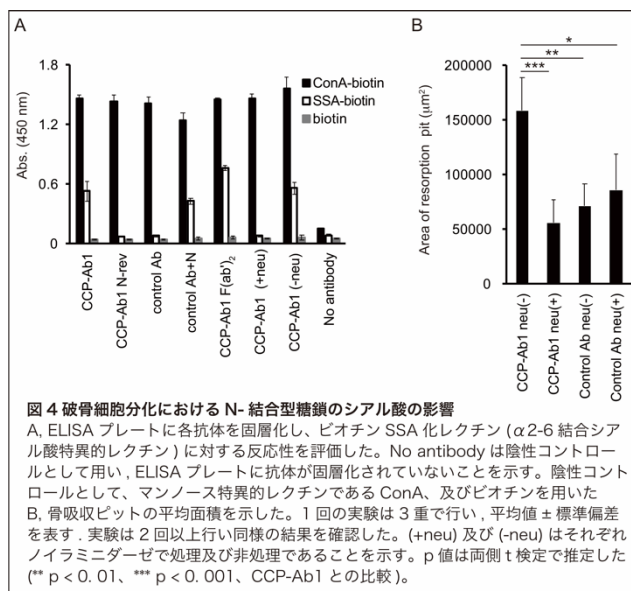 A
B
1.8
1.2
0.6
0
Abs. (450 nm)
ConA-biotin
SSA-biotin
biotin
CCP-Ab1
CCP-Ab1 N-rev
control Ab
control Ab+N
CCP-Ab1 F(ab')2
CCP-Ab1 (+neu)
CCP-Ab1 (-neu)
No antibody
*
**
***
200000
150000
100000
50000
0
Area of resorption pit (μm2)
CCP-Ab1 neu(-)
CCP-Ab1 neu(+)
Control Ab neu(-)
Control Ab neu(+)
図 4 破骨細胞分化における N- 結合型糖鎖のシアル酸の影響
A, ELISA プレートに各抗体を固層化し、ビオチン SSA 化レクチン (α2-6 結合シア
ル酸特異的レクチン ) に対する反応性を評価した。No antibody は陰性コントロー
ルとして用い , ELISA プレートに抗体が固層化されていないことを示す。陰性コント
ロールとして、マンノース特異的レクチンである ConA、及びビオチンを用いた
B, 骨吸収ピットの平均面積を示した。1 回の実験は 3 重で行い , 平均値 ± 標準偏差
を表す . 実験は 2 回以上行い同様の結果を確認した。(+neu) 及び (-neu) はそれぞれ
ノイラミニダーゼで処理及び非処理であることを示す。p 値は両側 t 検定で推定した
(** p < 0. 01、*** p < 0. 001、CCP-Ab1 との比較 )。